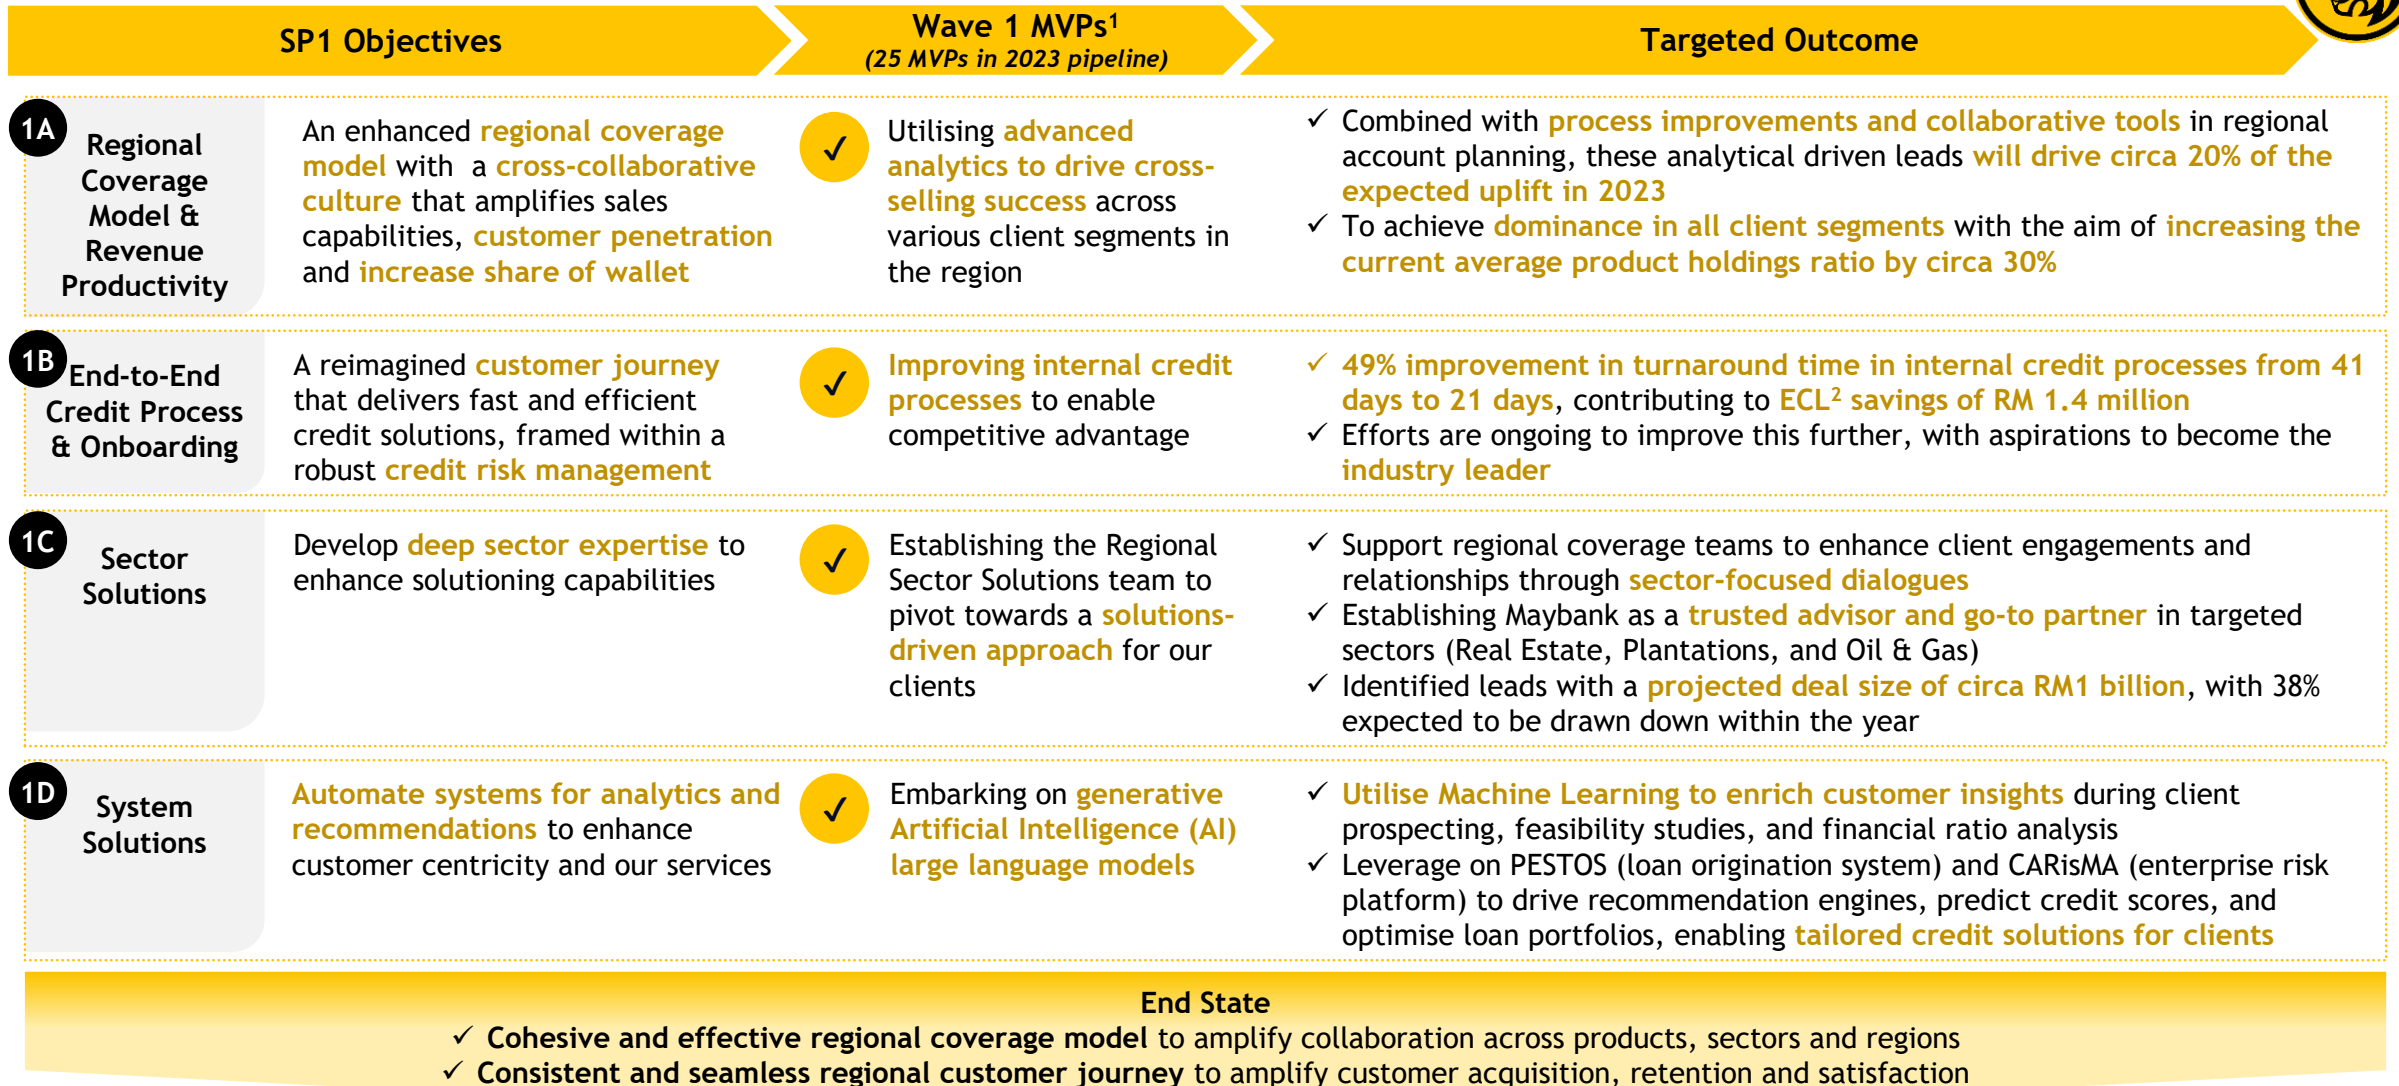 SP1 Objectives
Wave 1 MVPs¹
(25 MVPs in 2023 pipeline)
Targeted Outcome
1A
Regional
Coverage
Model &
Revenue
Productivity
An enhanced regional coverage
model with a cross-collaborative
culture that amplifies sales
capabilities, customer penetration
and increase share of wallet
✓
Utilising advanced
analytics to drive cross-
selling success across
various client segments in
the region
✓ Combined with process improvements and collaborative tools in regional
account planning, these analytical driven leads will drive circa 20% of the
expected uplift in 2023
✓ To achieve dominance in all client segments with the aim of increasing the
current average product holdings ratio by circa 30%
1B
End-to-End
Credit Process
& Onboarding
A reimagined customer journey
that delivers fast and efficient
credit solutions, framed within a
robust credit risk management
✓
Improving internal credit
processes to enable
competitive advantage
✓ 49% improvement in turnaround time in internal credit processes from 41
days to 21 days, contributing to ECL² savings of RM 1.4 million
✓ Efforts are ongoing to improve this further, with aspirations to become the
industry leader
1C
Sector
Solutions
Develop deep sector expertise to
enhance solutioning capabilities
✓
Establishing the Regional
Sector Solutions team to
pivot towards a solutions-
driven approach for our
clients
✓ Support regional coverage teams to enhance client engagements and
relationships through sector-focused dialogues
✓ Establishing Maybank as a trusted advisor and go-to partner in targeted
sectors (Real Estate, Plantations, and Oil & Gas)
✓ Identified leads with a projected deal size of circa RM1 billion, with 38%
expected to be drawn down within the year
1D
System
Solutions
Automate systems for analytics and
recommendations to enhance
customer centricity and our services
✓
Embarking on generative
Artificial Intelligence (AI)
large language models
✓ Utilise Machine Learning to enrich customer insights during client
prospecting, feasibility studies, and financial ratio analysis
✓ Leverage on PESTOS (loan origination system) and CARisMA (enterprise risk
platform) to drive recommendation engines, predict credit scores, and
optimise loan portfolios, enabling tailored credit solutions for clients
End State
✓ Cohesive and effective regional coverage model to amplify collaboration across products, sectors and regions
✓ Consistent and seamless regional customer journey to amplify customer acquisition, retention and satisfaction